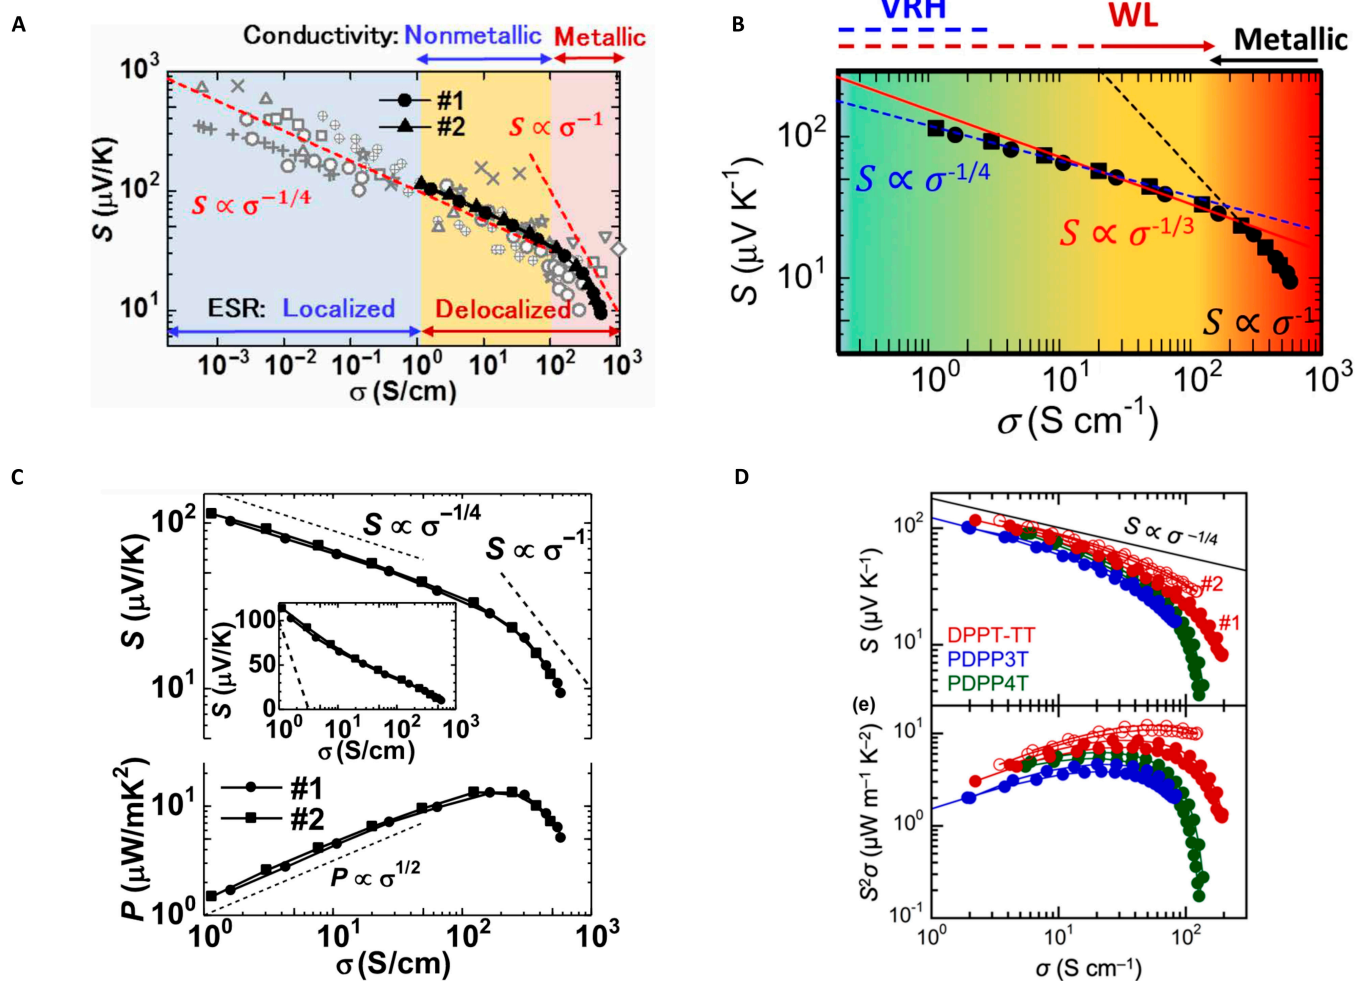 A
Conductivity: Nonmetallic Metallic
10³
10²
10¹
S (μV/K)
#1
#2
S ∝ σ⁻¹
S ∝ σ⁻¹/⁴
ESR: Localized Delocalized
10⁻³ 10⁻² 10⁻¹ 10⁰ 10¹ 10² 10³
σ (S/cm)
B
VRH WL
Metallic
10²
10¹
S (μV K⁻¹)
S ∝ σ⁻¹/⁴
S ∝ σ⁻¹/³
S ∝ σ⁻¹
10⁰ 10¹ 10² 10³
σ (S cm⁻¹)
C
10²
10¹
S (μV/K)
S ∝ σ⁻¹/⁴
S ∝ σ⁻¹
100
50
0
S (μV/K)
10⁰ 10¹ 10² 10³
σ (S/cm)
10¹
10⁰
P (μW/mK²)
#1
#2
P ∝ σ¹/²
10⁰ 10¹ 10² 10³
σ (S/cm)
D
10²
10¹
S (μV K⁻¹)
S ∝ σ⁻¹/⁴
#2
#1
DPPT-TT
PDPP3T
PDPP4T
(e)
10¹
10⁰
10⁻¹
S²σ (μW m⁻¹ K⁻²)
10⁰ 10¹ 10²
σ (S cm⁻¹)